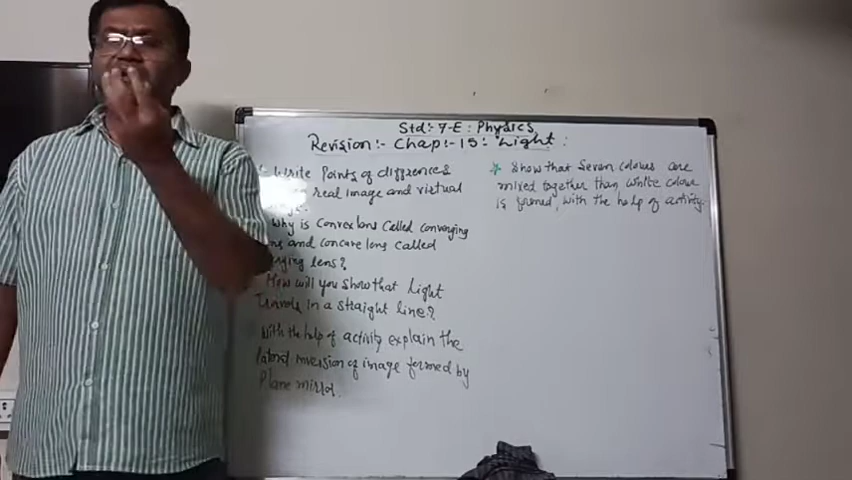 Std:- 7-E : Physics
Revision:- Chap:- 15: "Light" :
Write Points of differences
real image and virtual
Why is Convex lens Called Converging
and concave lens called
lens?
How will you show that Light
Travels in a straight line?
With the help of activity explain the
lateral inversion of image formed by
Plane mirror.
* Show that Seven colours are
mixed together than white colour
is formed, with the help of activity.